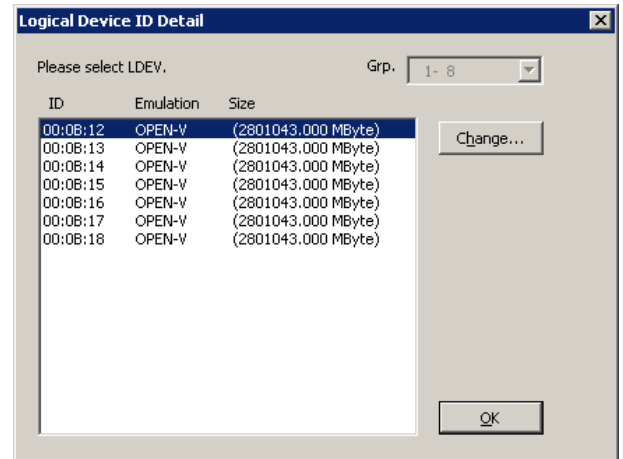 Logical Device ID Detail
Please select LDEV. Grp. 1- 8
ID Emulation Size
00:0B:12 OPEN-V (2801043.000 MByte)
Change...
00:0B:13 OPEN-V (2801043.000 MByte)
00:0B:14 OPEN-V (2801043.000 MByte)
00:0B:15 OPEN-V (2801043.000 MByte)
00:0B:16 OPEN-V (2801043.000 MByte)
00:0B:17 OPEN-V (2801043.000 MByte)
00:0B:18 OPEN-V (2801043.000 MByte)
OK